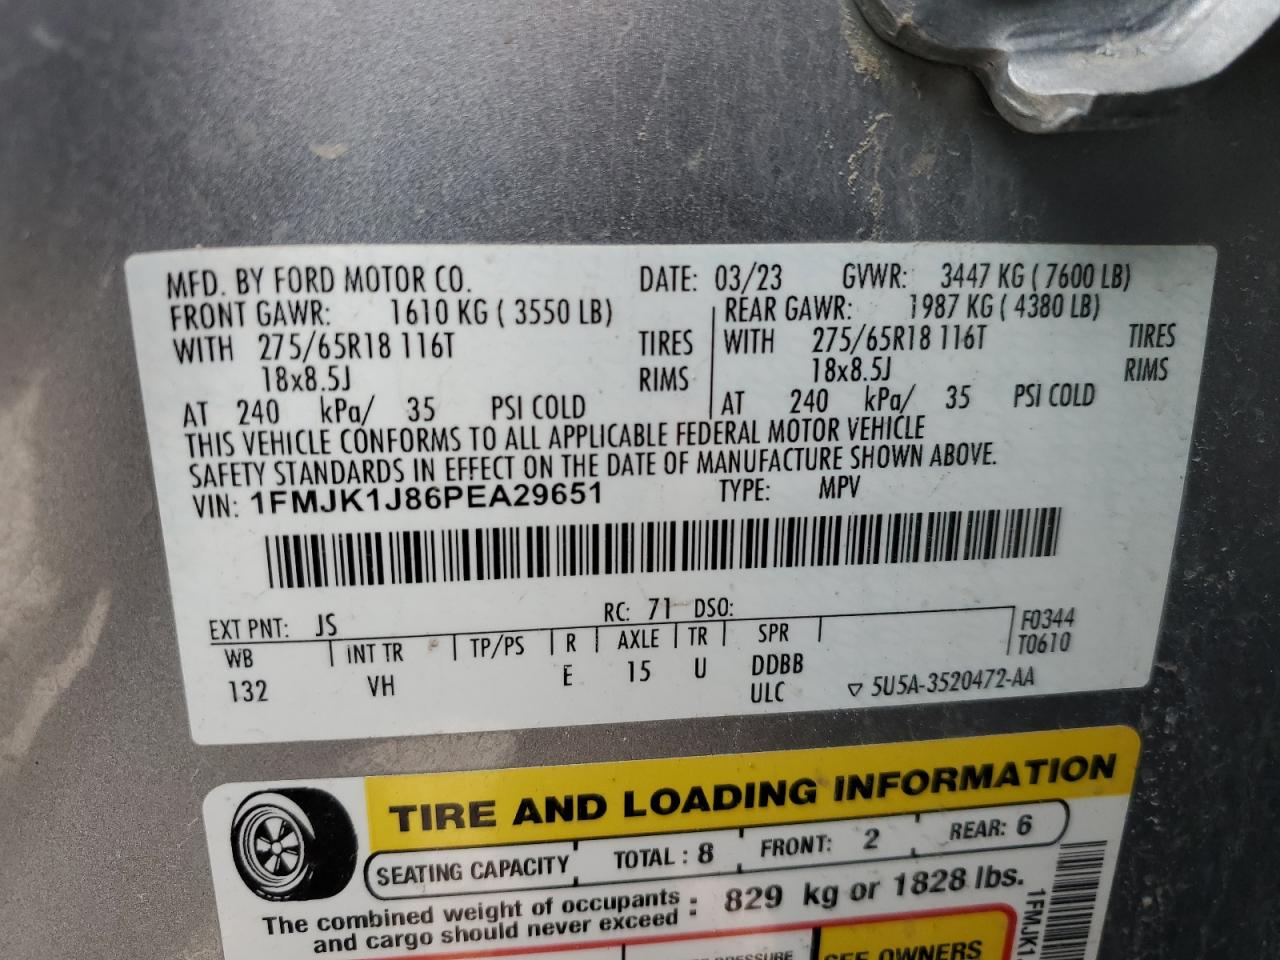 MFD. BY FORD MOTOR CO. DATE: 03/23 GVWR: 3447 KG ( 7600 LB)
FRONT GAWR: 1610 KG ( 3550 LB) REAR GAWR: 1987 KG ( 4380 LB)
WITH 275/65R18 116T TIRES WITH 275/65R18 116T TIRES
18x8.5J RIMS 18x8.5J RIMS
AT 240 kPa/ 35 PSI COLD AT 240 kPa/ 35 PSI COLD
THIS VEHICLE CONFORMS TO ALL APPLICABLE FEDERAL MOTOR VEHICLE
SAFETY STANDARDS IN EFFECT ON THE DATE OF MANUFACTURE SHOWN ABOVE.
VIN: 1FMJK1J86PEA29651 TYPE: MPV
EXT PNT: JS RC: 71 DSO: F0344
WB INT TR TP/PS R AXLE TR SPR T0610
132 VH E 15 U DDBB
ULC ▽ 5U5A-3520472-AA
TIRE AND LOADING INFORMATION
SEATING CAPACITY TOTAL : 8 FRONT: 2 REAR: 6
The combined weight of occupants
and cargo should never exceed : 829 kg or 1828 lbs.
SEE OWNERS
1FMJK1